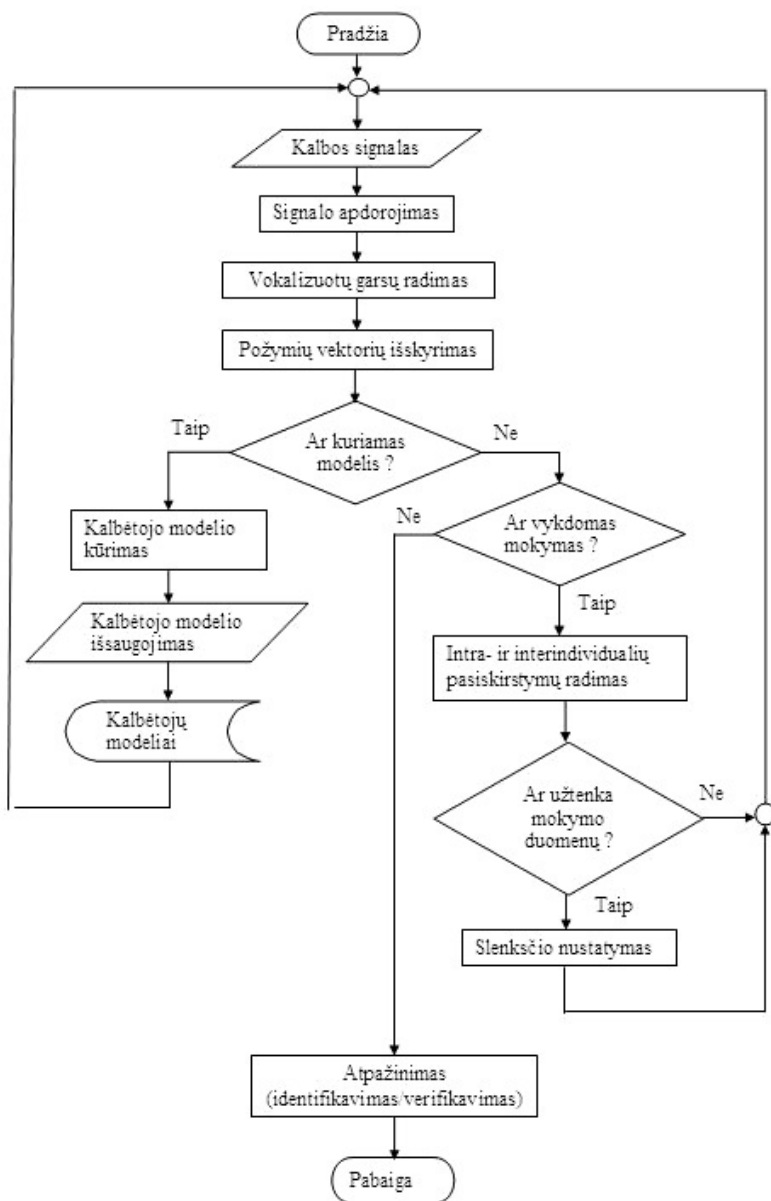 Pradžia
Kalbos signalas
Signalo apdorojimas
Vokalizuotų garsų radimas
Požymių vektorių išskyrimas
Ar kuriamas
modelis ?
Taip
Ne
Kalbėtojo modelio
kūrimas
Kalbėtojo modelio
išsaugojimas
Kalbėtojų
modeliai
Ar vykdomas
mokymas ?
Ne
Taip
Intra- ir interindividualių
pasiskirstymų radimas
Ar užtenka
mokymo
duomenų ?
Ne
Taip
Slenksčio nustatymas
Atpažinimas
(identifikavimas/verifikavimas)
Pabaiga